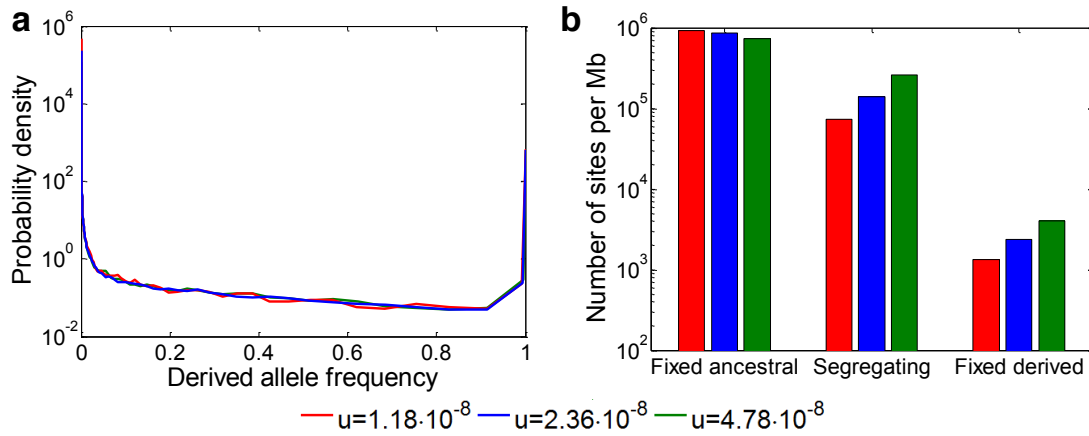 a
Probability density
10^6
10^4
10^2
10^0
10^-2
0
0.2
0.4
0.6
0.8
1
Derived allele frequency
b
Number of sites per Mb
10^6
10^5
10^4
10^3
10^2
Fixed ancestral
Segregating
Fixed derived
u=1.18·10^-8
u=2.36·10^-8
u=4.78·10^-8